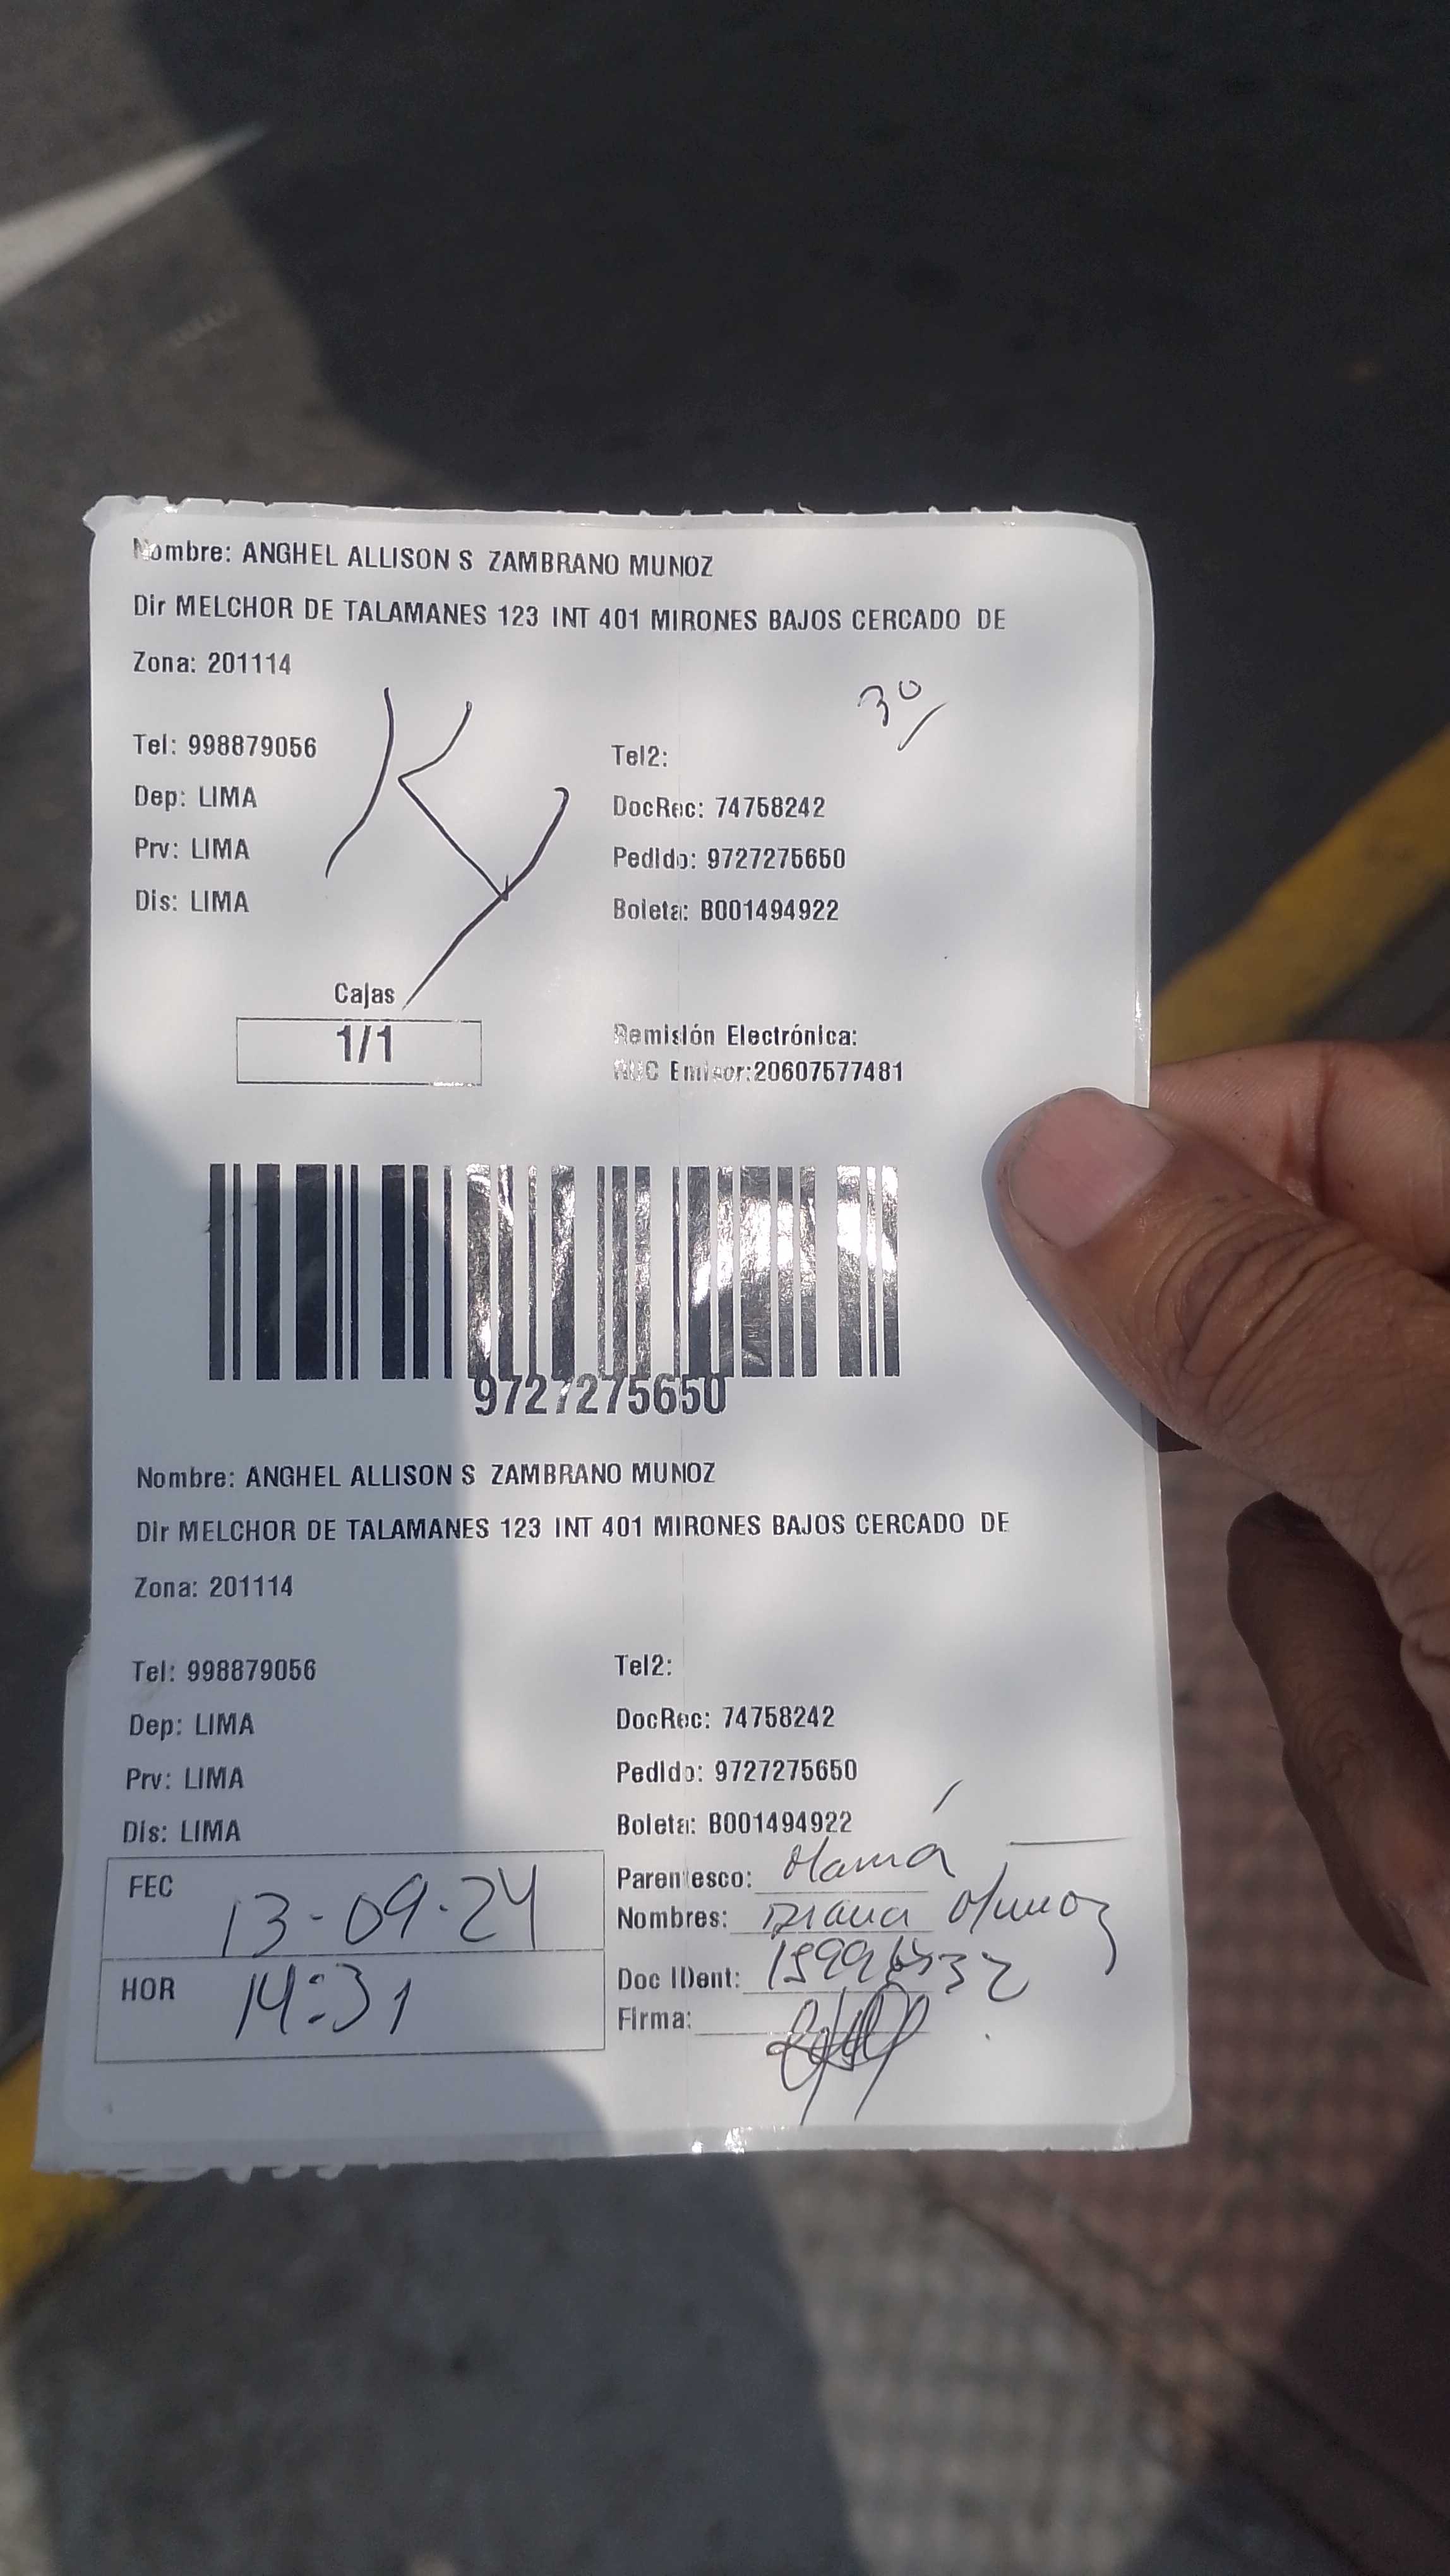 Nombre: ANGHEL ALLISON S ZAMBRANO MUNOZ
Dir MELCHOR DE TALAMANES 123 INT 401 MIRONES BAJOS CERCADO DE
Zona: 201114
3º
Tel: 998879056 Tel2:
Dep: LIMA DocRec: 74758242
Prv: LIMA Pedido: 9727275650
Dis: LIMA Boleta: B001494922
Cajas
1/1 Remisión Electrónica:
RUC Emisor:20607577481
9727275650
Nombre: ANGHEL ALLISON S ZAMBRANO MUNOZ
Dir MELCHOR DE TALAMANES 123 INT 401 MIRONES BAJOS CERCADO DE
Zona: 201114
Tel: 998879056 Tel2:
Dep: LIMA DocRec: 74758242
Prv: LIMA Pedido: 9727275650
Dis: LIMA Boleta: B001494922
FEC 13-09-24 Parentesco: Mamá
Nombres: Diana Muñoz
HOR 14:31 Doc IDent:
Firma: